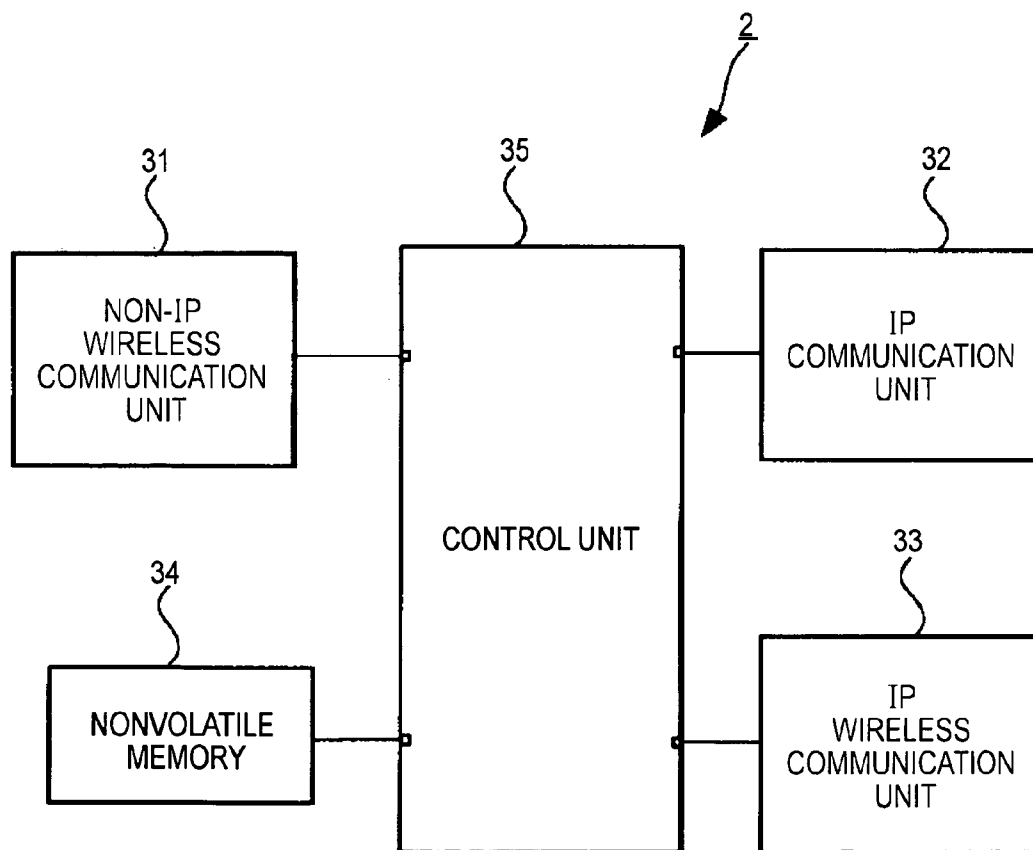 2
31
35
32
NON-IP
WIRELESS
COMMUNICATION
UNIT
IP
COMMUNICATION
UNIT
CONTROL UNIT
34
33
NONVOLATILE
MEMORY
IP
WIRELESS
COMMUNICATION
UNIT